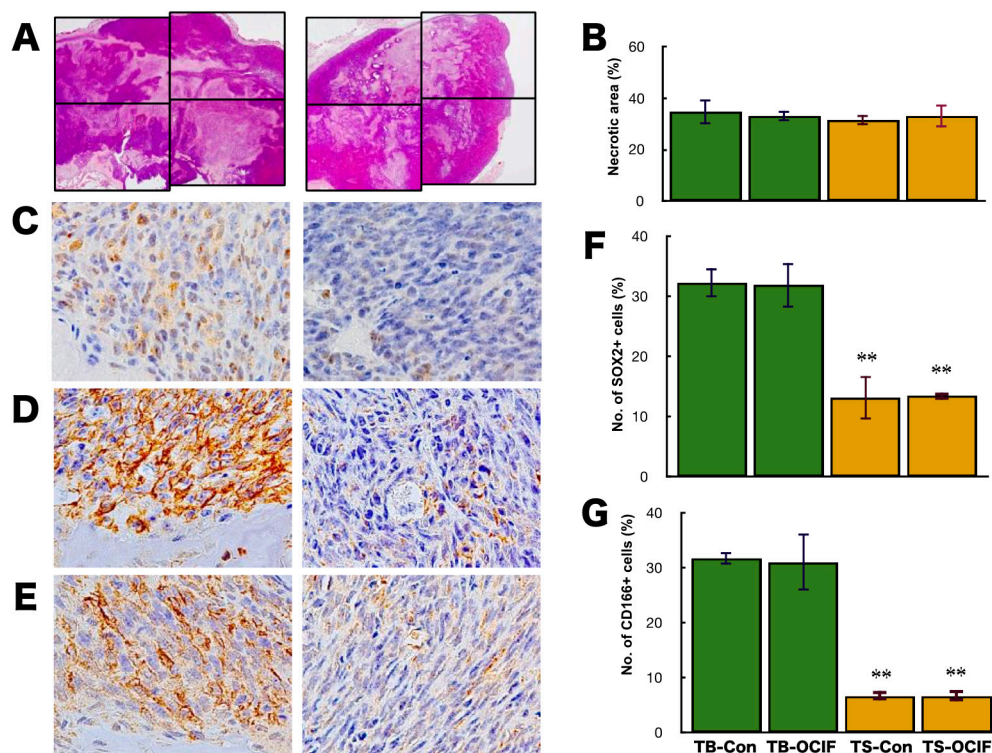 A
B
Necrotic area (%)
60
40
20
0
C
F
No. of SOX2+ cells (%)
40
30
20
10
0
**
**
D
G
No. of CD166+ cells (%)
40
30
20
10
0
**
**
E
TB-Con TB-OCIF TS-Con TS-OCIF